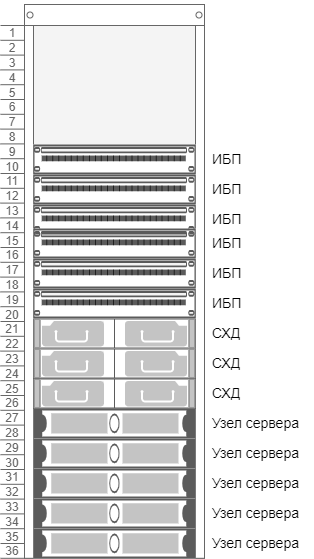 1
2
3
4
5
6
7
8
9
10
ИБП
11
12
ИБП
13
14
ИБП
15
16
ИБП
17
18
ИБП
19
20
ИБП
21
22
СХД
23
24
СХД
25
26
СХД
27
28
Узел сервера
29
30
Узел сервера
31
32
Узел сервера
33
34
Узел сервера
35
36
Узел сервера